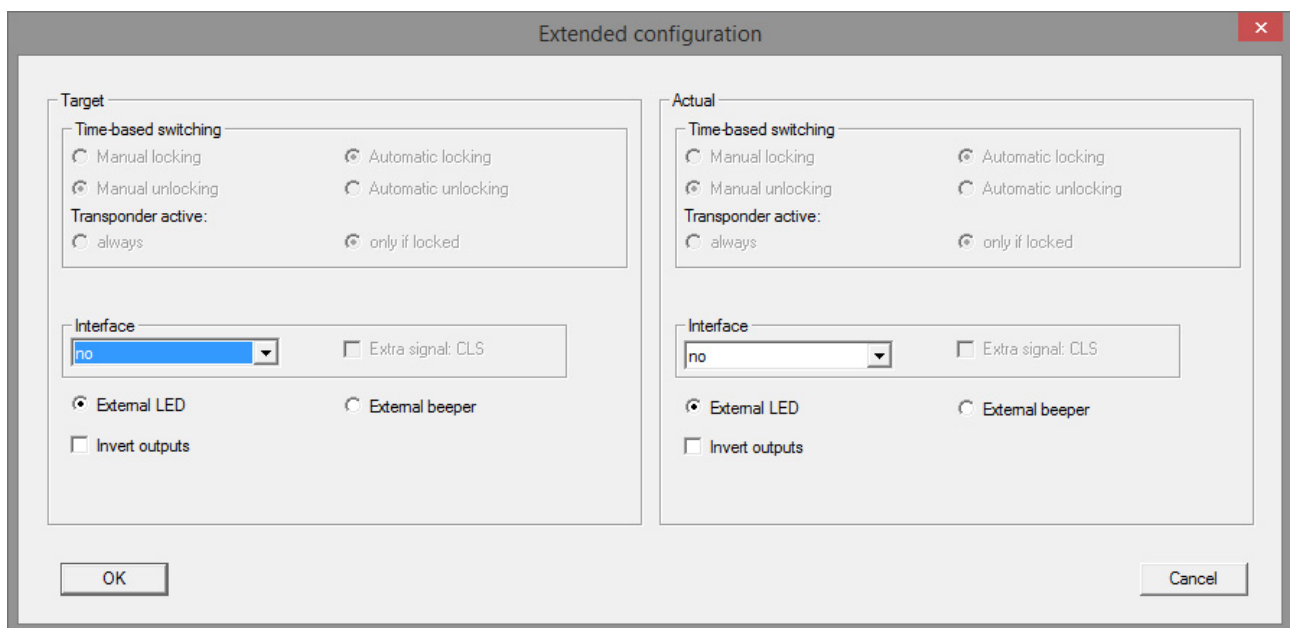 Extended configuration
Target
Time-based switching
Manual locking
Automatic locking
Manual unlocking
Automatic unlocking
Transponder active:
always
only if locked
Interface
no
Extra signal: CLS
External LED
External beeper
Invert outputs
Actual
Time-based switching
Manual locking
Automatic locking
Manual unlocking
Automatic unlocking
Transponder active:
always
only if locked
Interface
no
Extra signal: CLS
External LED
External beeper
Invert outputs
OK
Cancel